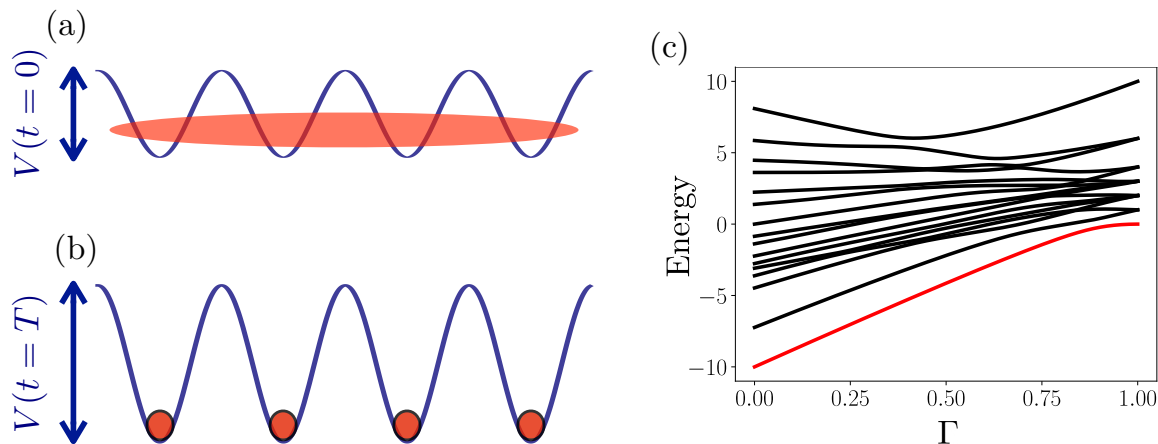 (a)
V(t = 0)
(b)
V(t = T)
(c)
Energy
10
5
0
−5
−10
0.00 0.25 0.50 0.75 1.00
Γ